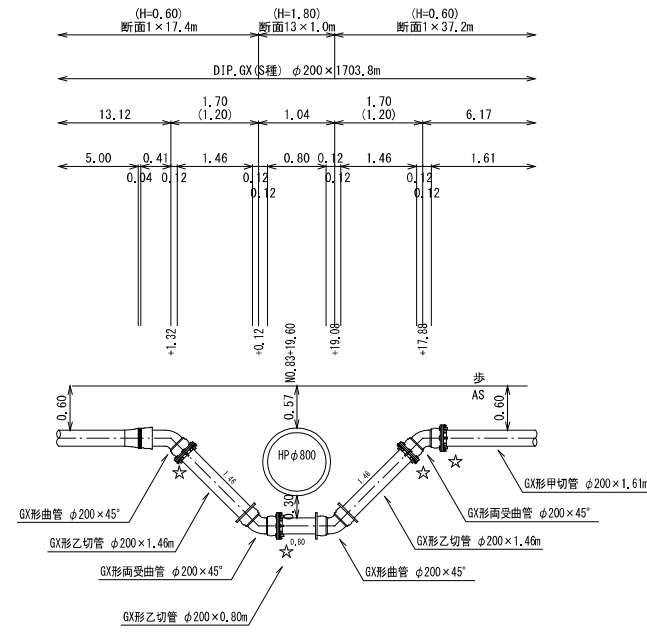 (H=0.60)
断面1×17.4m
(H=1.80)
断面13×1.0m
(H=0.60)
断面1×37.2m
DIP.GX(S種) φ200×1703.8m
13.12
1.70
(1.20)
1.04
1.70
(1.20)
6.17
5.00
0.41
1.46
0.80
0.12
1.46
1.61
0.04
0.12
0.12
0.12
0.12
0.12
0.12
+1.32
+0.12
NO.83+19.60
+19.08
+17.88
歩
AS
0.60
0.57
0.60
HPφ800
1.46
1.46
0.30
0.80
GX形甲切管 φ200×1.61m
GX形曲管 φ200×45°
GX形両受曲管 φ200×45°
GX形乙切管 φ200×1.46m
GX形乙切管 φ200×1.46m
GX形両受曲管 φ200×45°
GX形曲管 φ200×45°
GX形乙切管 φ200×0.80m